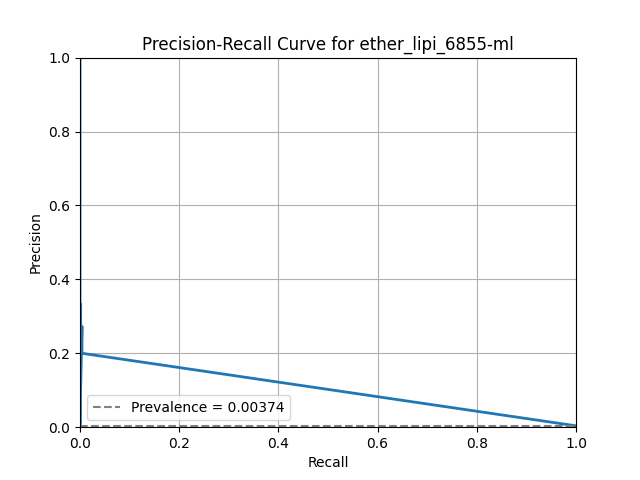 Precision-Recall Curve for ether_lipi_6855-ml
1.0
0.8
0.6
0.4
0.2
0.0
Precision
Prevalence = 0.00374
0.0 0.2 0.4 0.6 0.8 1.0
Recall